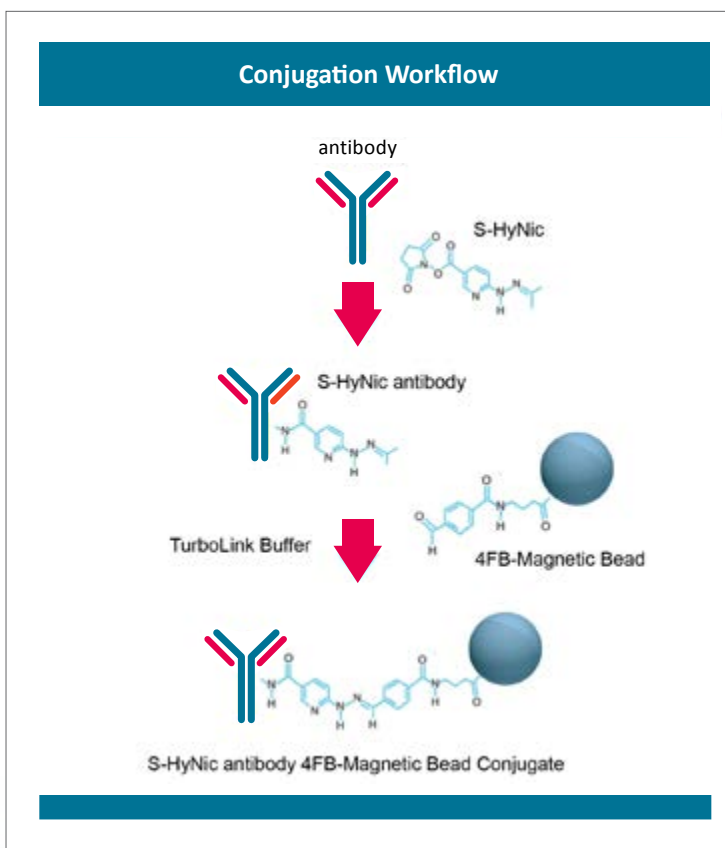 Conjugation Workflow
antibody
S-HyNic
O
O
N
O
O
N
N
H
N
S-HyNic antibody
O
N
H
N
N
H
N
TurboLink Buffer
O
H
O
N
H
O
4FB-Magnetic Bead
O
N
H
N
N
H
N
H
O
N
H
O
S-HyNic antibody 4FB-Magnetic Bead Conjugate